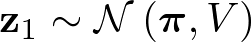 𝐳₁ ∼ 𝒩 (𝛑, V)